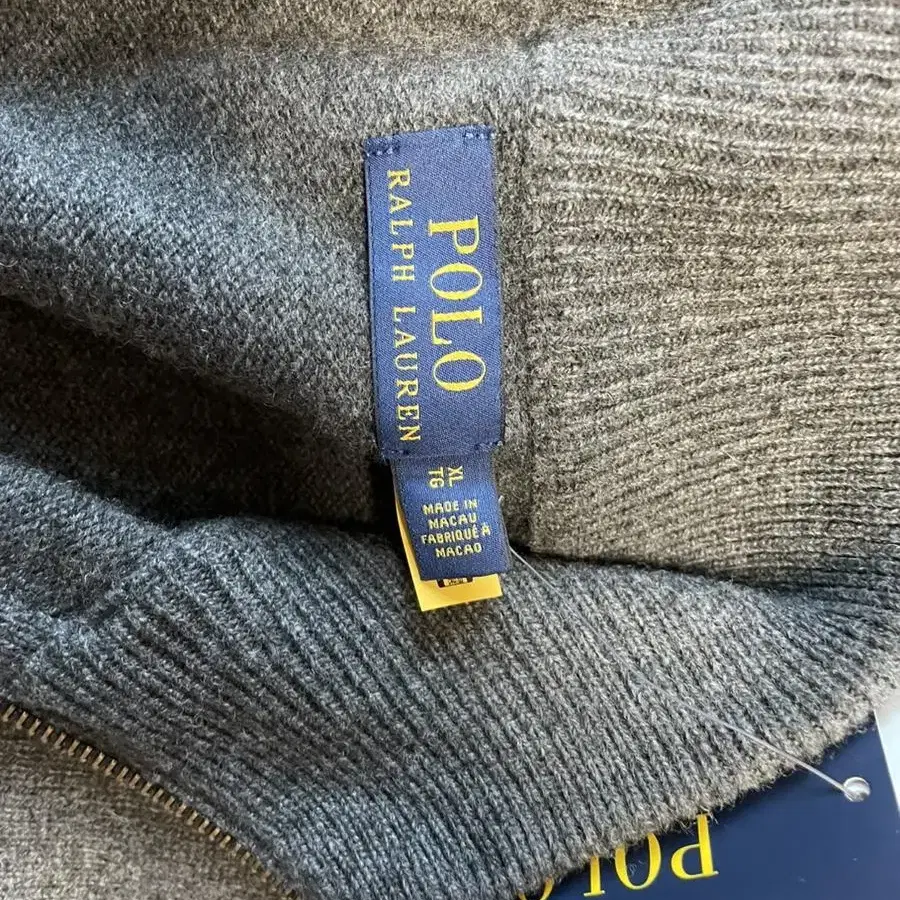 POLO
RALPH LAUREN
XL
TG
MADE IN
MACAU
FABRIQUÉ À
MACAO
POLO